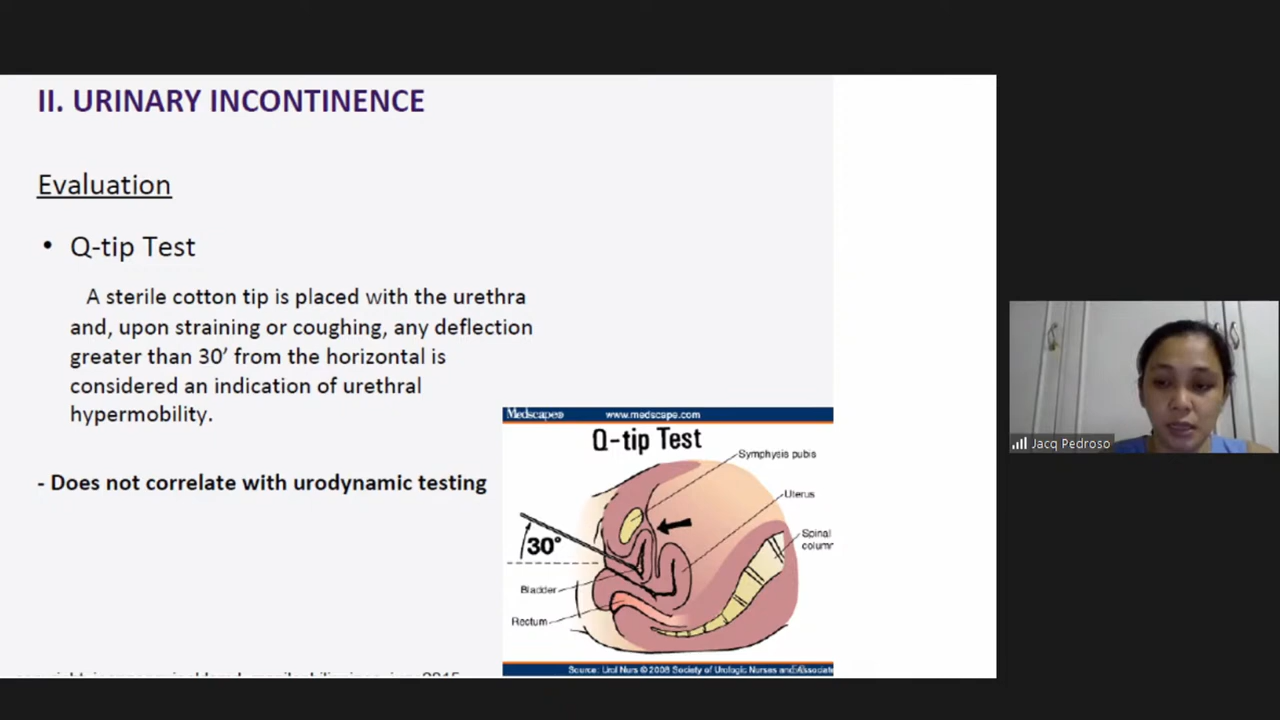 II. URINARY INCONTINENCE
Evaluation
• Q-tip Test
A sterile cotton tip is placed with the urethra
and, upon straining or coughing, any deflection
greater than 30’ from the horizontal is
considered an indication of urethral
hypermobility.
- Does not correlate with urodynamic testing
Medscape® www.medscape.com
Q-tip Test
Symphysis pubis
Uterus
Spinal
column
30°
Bladder
Rectum
Source: Urol Nurs © 2008 Society of Urologic Nurses and Associate
2015
Jacq Pedroso